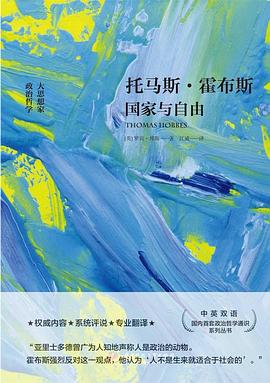 托马斯·霍布斯
国家与自由
THOMAS HOBBES
大思想家
政治哲学
★权威内容★系统评说★专业翻译★
中英双语
国内首套政治哲学通识
系列丛书
“亚里士多德曾广为人知地声称人是政治的动物。
霍布斯强烈反对这一观点，他认为‘人不是生来就适合于社会的’。”